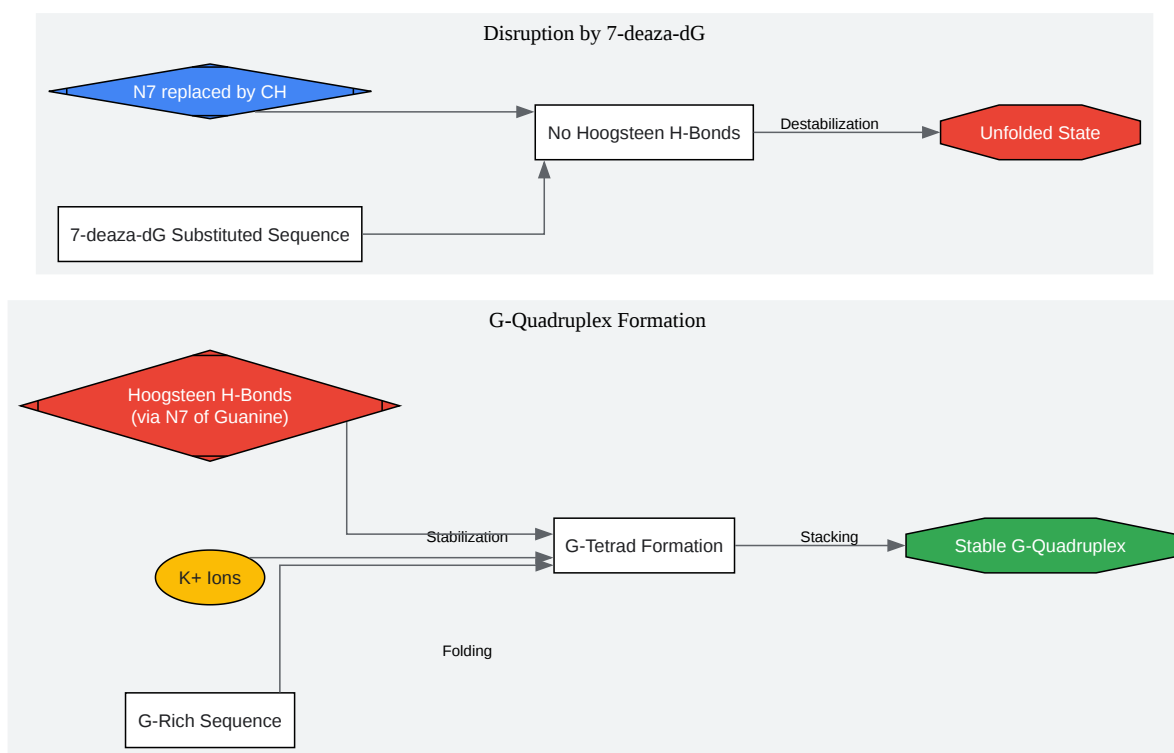 Disruption by 7-deaza-dG
N7 replaced by CH
No Hoogsteen H-Bonds
Destabilization
Unfolded State
7-deaza-dG Substituted Sequence
G-Quadruplex Formation
Hoogsteen H-Bonds
(via N7 of Guanine)
Stabilization
G-Tetrad Formation
Stacking
Stable G-Quadruplex
K+ Ions
Folding
G-Rich Sequence